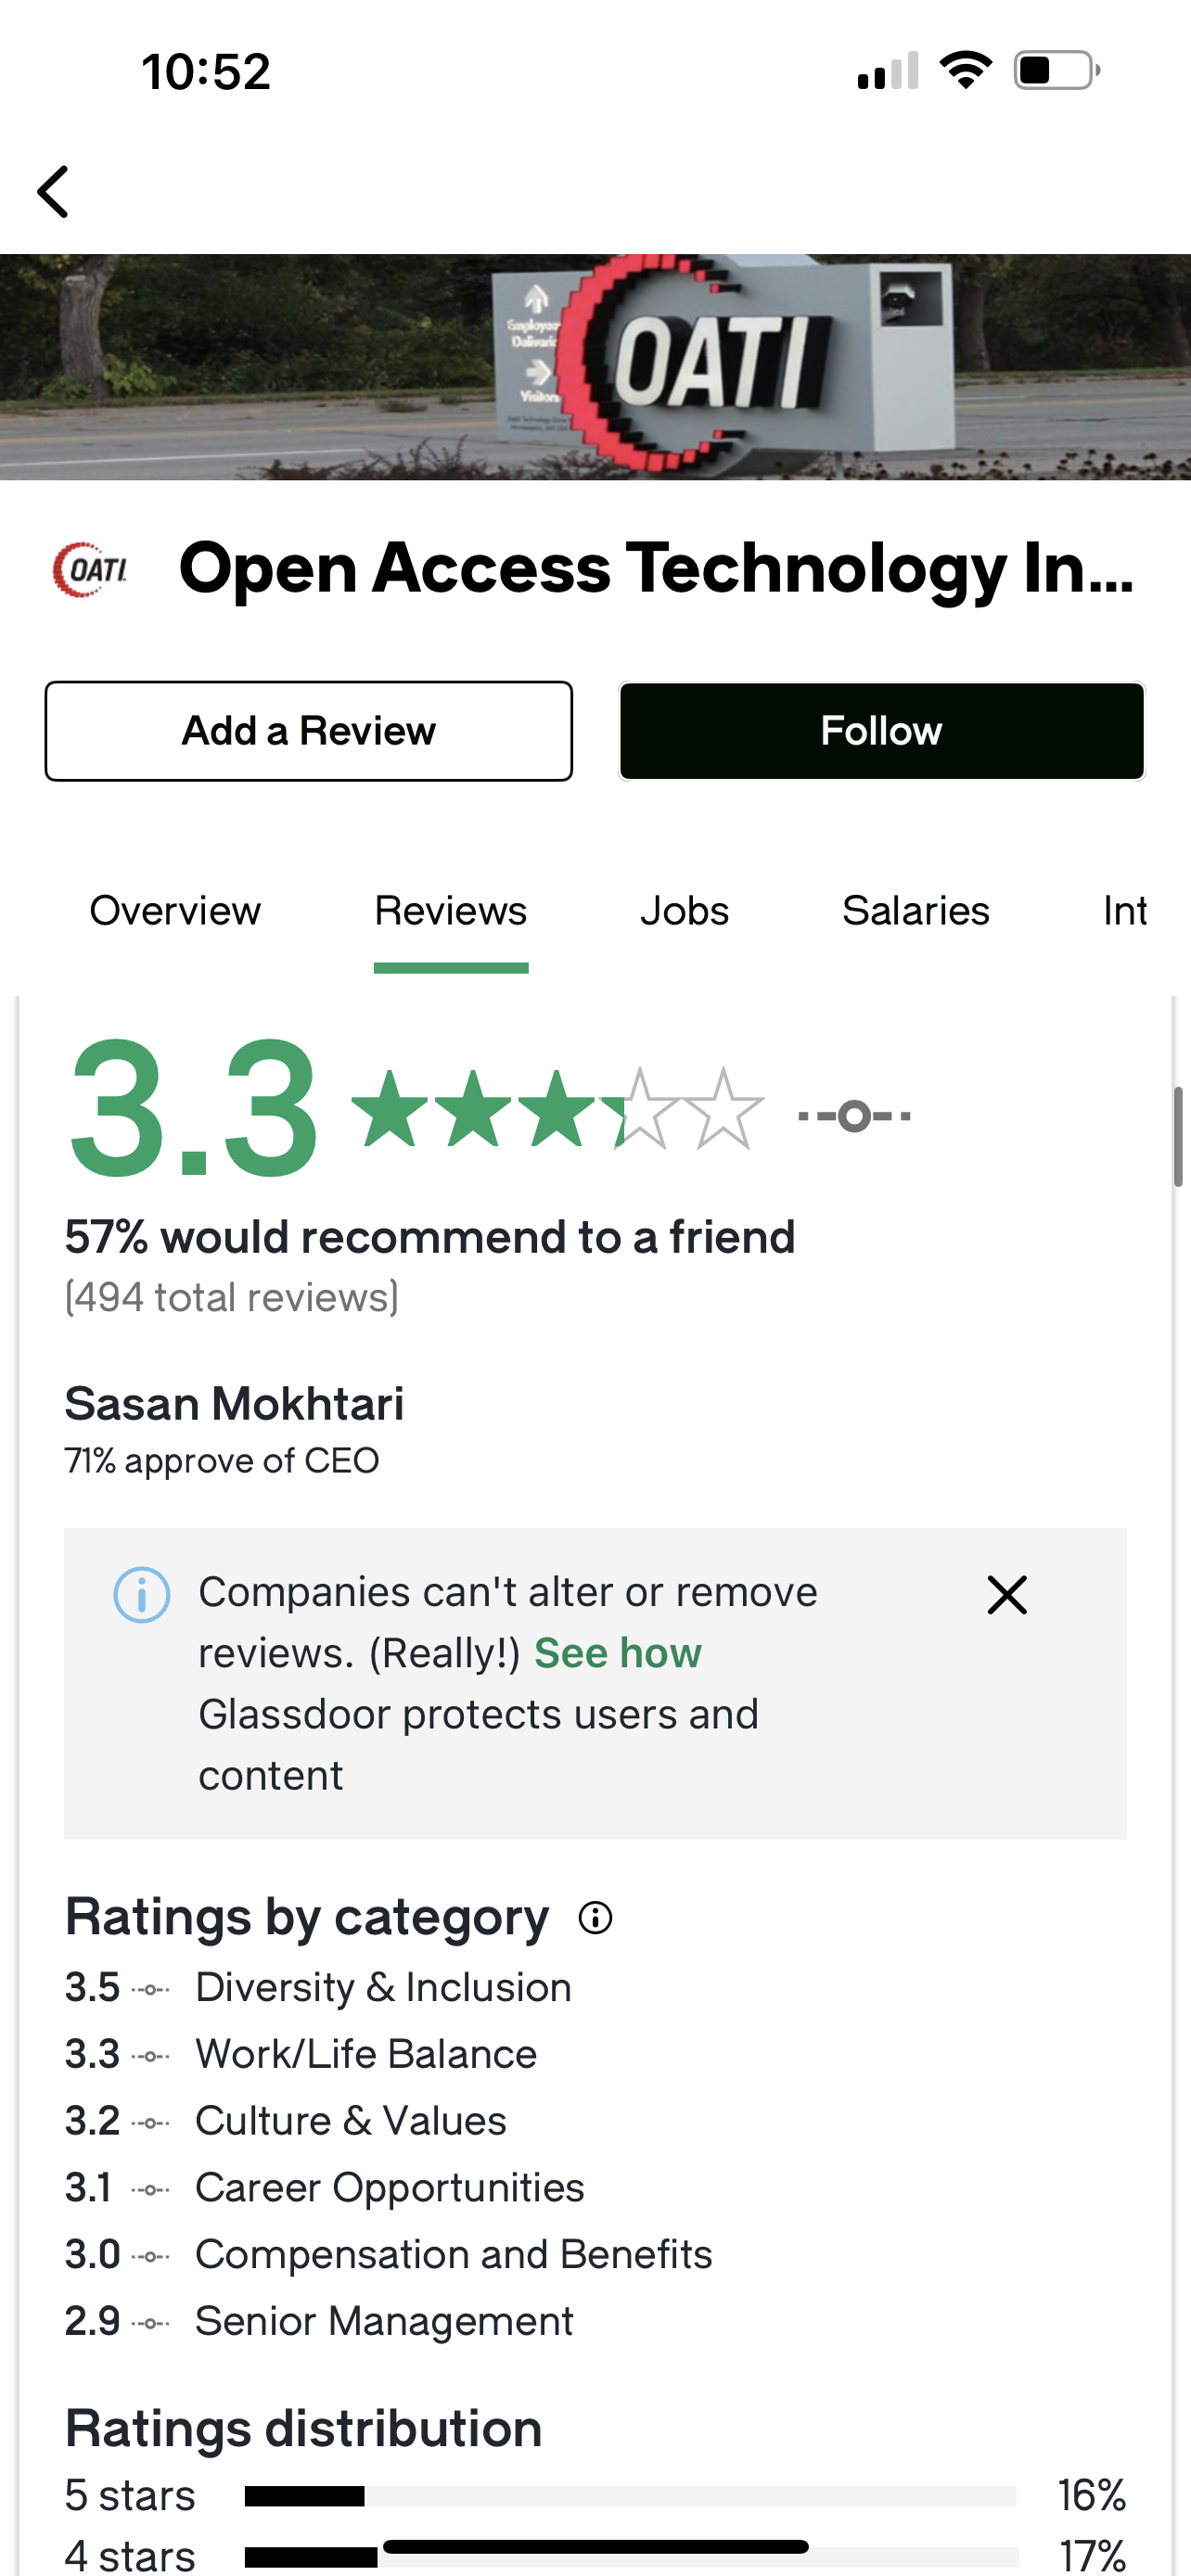 10:52
Employee
Visitors
OATI
OATI
Open Access Technology In...
Add a Review
Follow
Overview Reviews Jobs Salaries Int
3.3
57% would recommend to a friend
(494 total reviews)
Sasan Mokhtari
71% approve of CEO
Companies can't alter or remove
reviews. (Really!) See how
Glassdoor protects users and
content
Ratings by category
3.5 Diversity & Inclusion
3.3 Work/Life Balance
3.2 Culture & Values
3.1 Career Opportunities
3.0 Compensation and Benefits
2.9 Senior Management
Ratings distribution
5 stars 16%
4 stars 17%